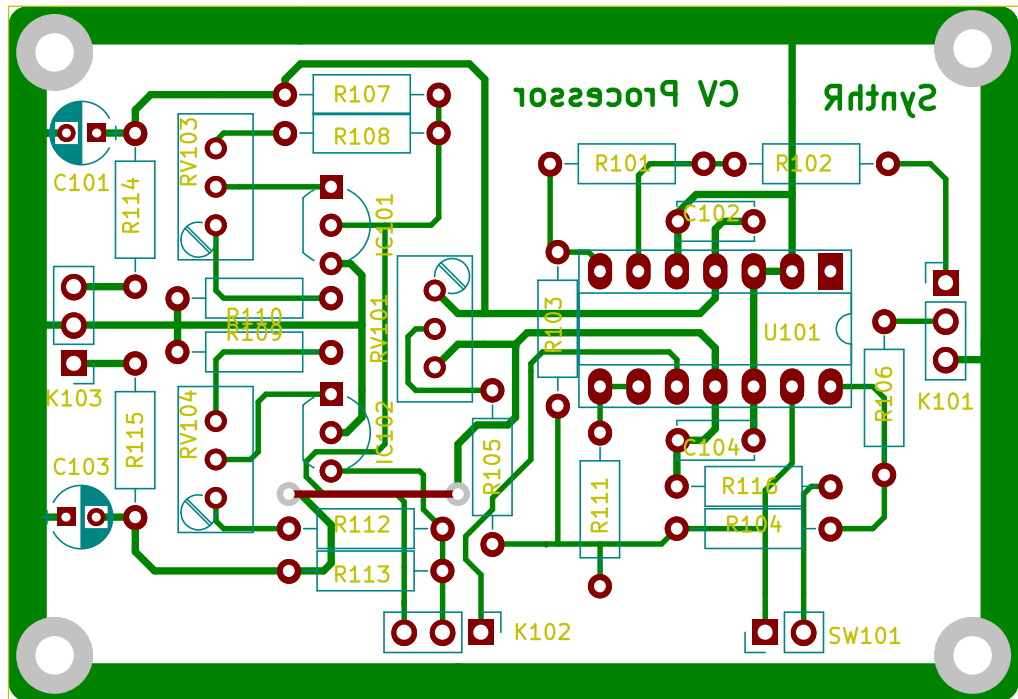 CV Processor
SynthR
R107
R108
RV103
C101
R114
IC101
R101
R102
C102
R110
R109
RV101
R103
U101
K103
R106
K101
R115
RV104
IC102
C103
R105
C104
R116
R111
R112
R104
R113
K102
SW101